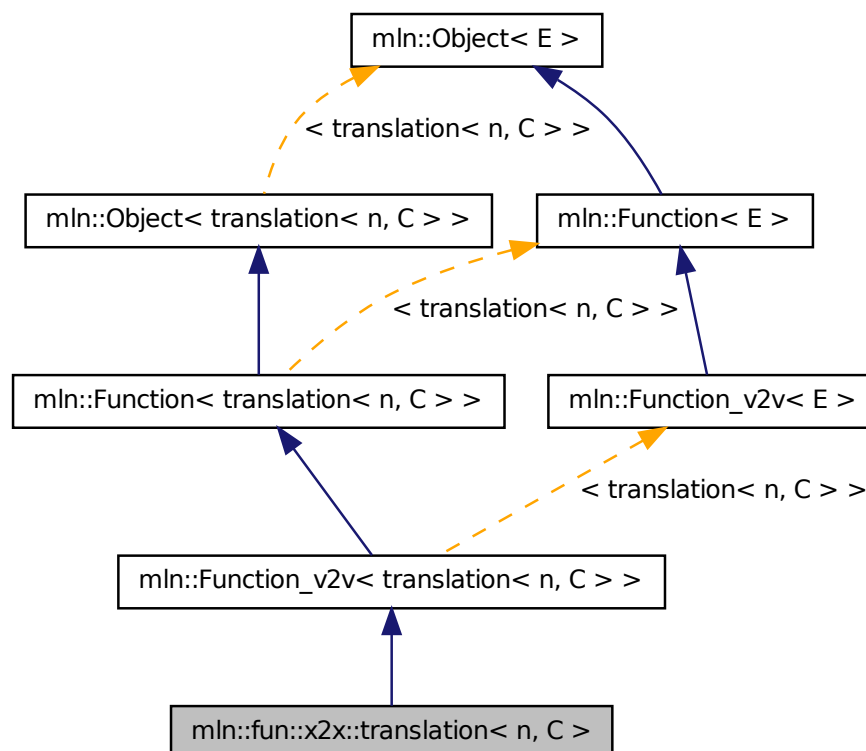 mln::Object< E >
< translation< n, C > >
mln::Object< translation< n, C > >
mln::Function< E >
< translation< n, C > >
mln::Function< translation< n, C > >
mln::Function_v2v< E >
< translation< n, C > >
mln::Function_v2v< translation< n, C > >
mln::fun::x2x::translation< n, C >